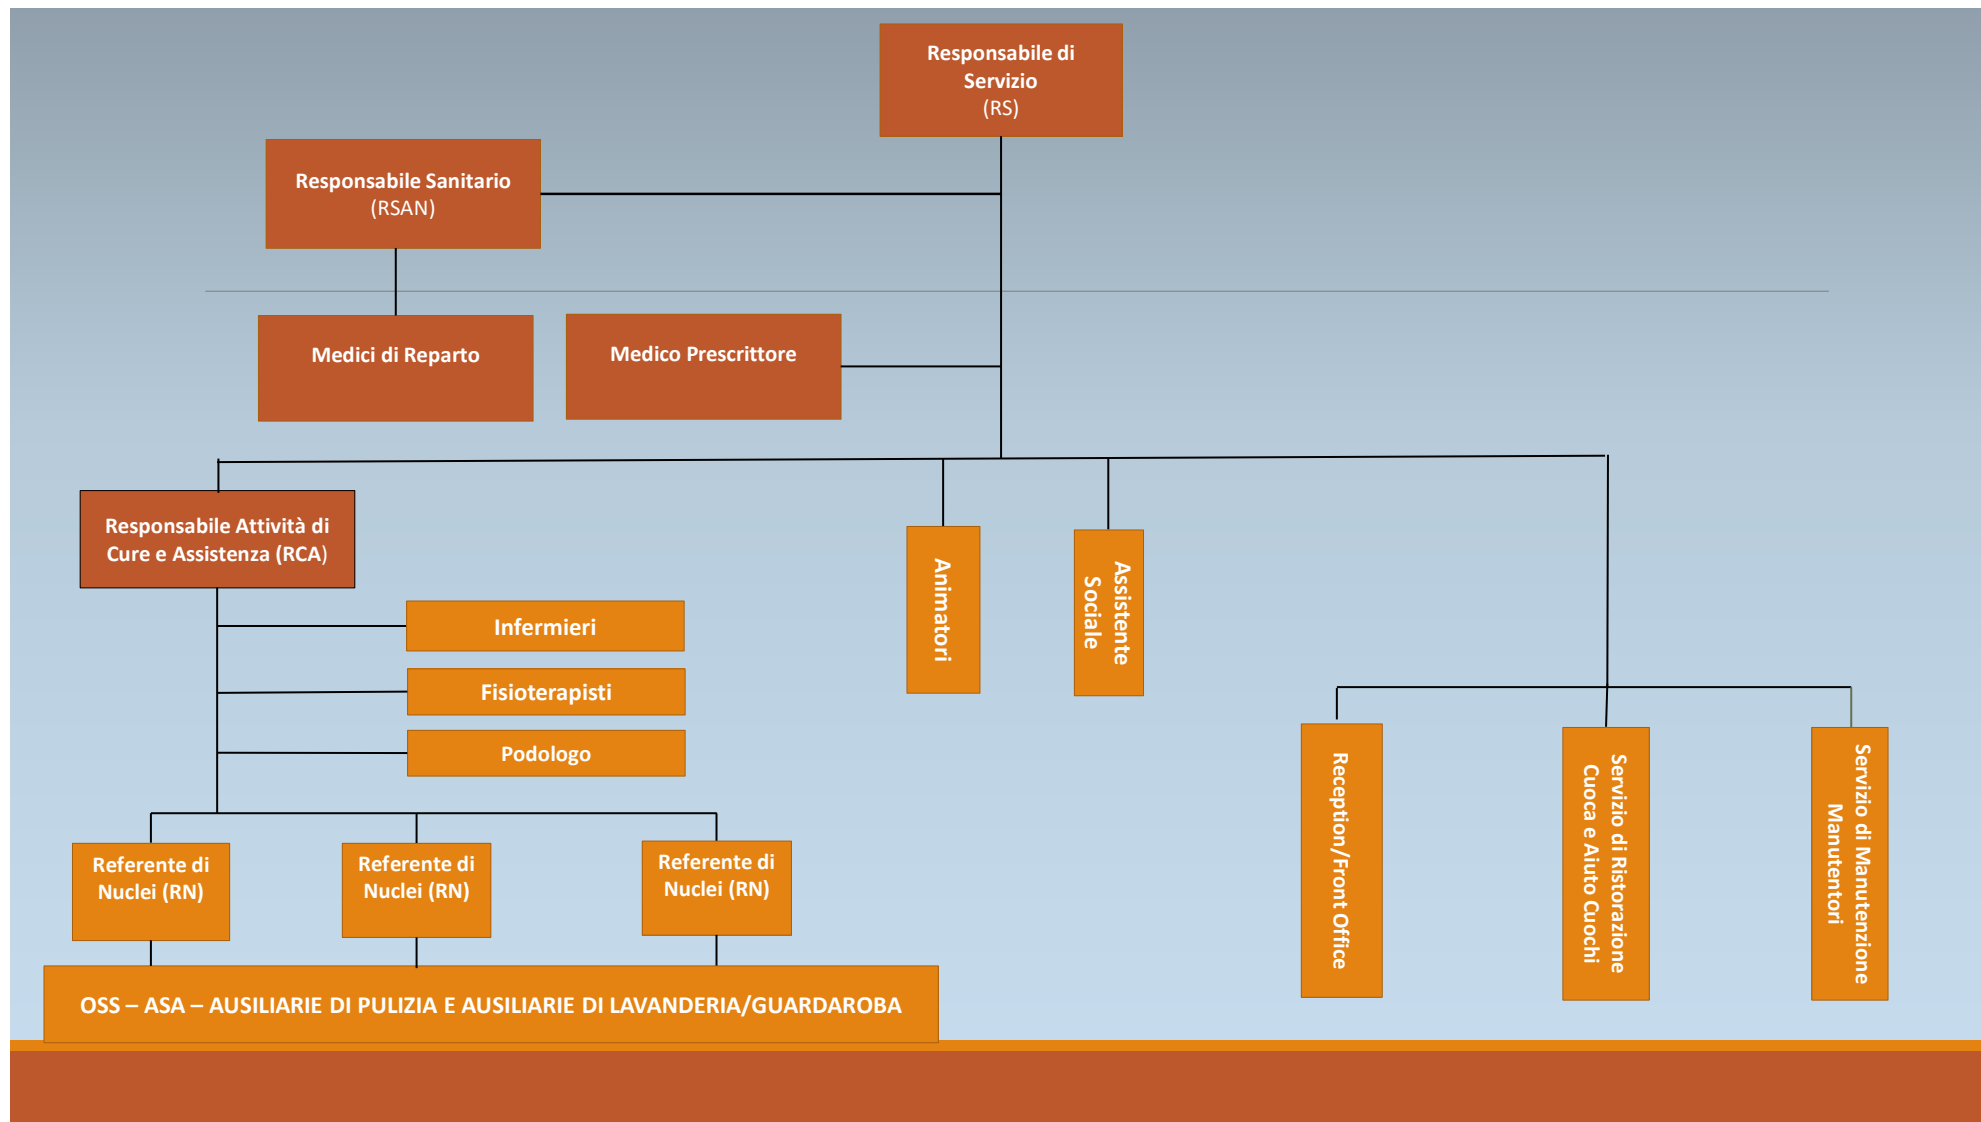 Responsabile di
Servizio
(RS)
Responsabile Sanitario
(RSAN)
Medici di Reparto
Medico Prescrittore
Responsabile Attività di
Cure e Assistenza (RCA)
Animatori
Assistente
Sociale
Infermieri
Fisioterapisti
Podologo
Reception/Front Office
Servizio di Ristorazione
Cuoca e Aiuto Cuochi
Servizio di Manutenzione
Manutentori
Referente di
Nuclei (RN)
Referente di
Nuclei (RN)
Referente di
Nuclei (RN)
OSS – ASA – AUSILIARIE DI PULIZIA E AUSILIARIE DI LAVANDERIA/GUARDAROBA